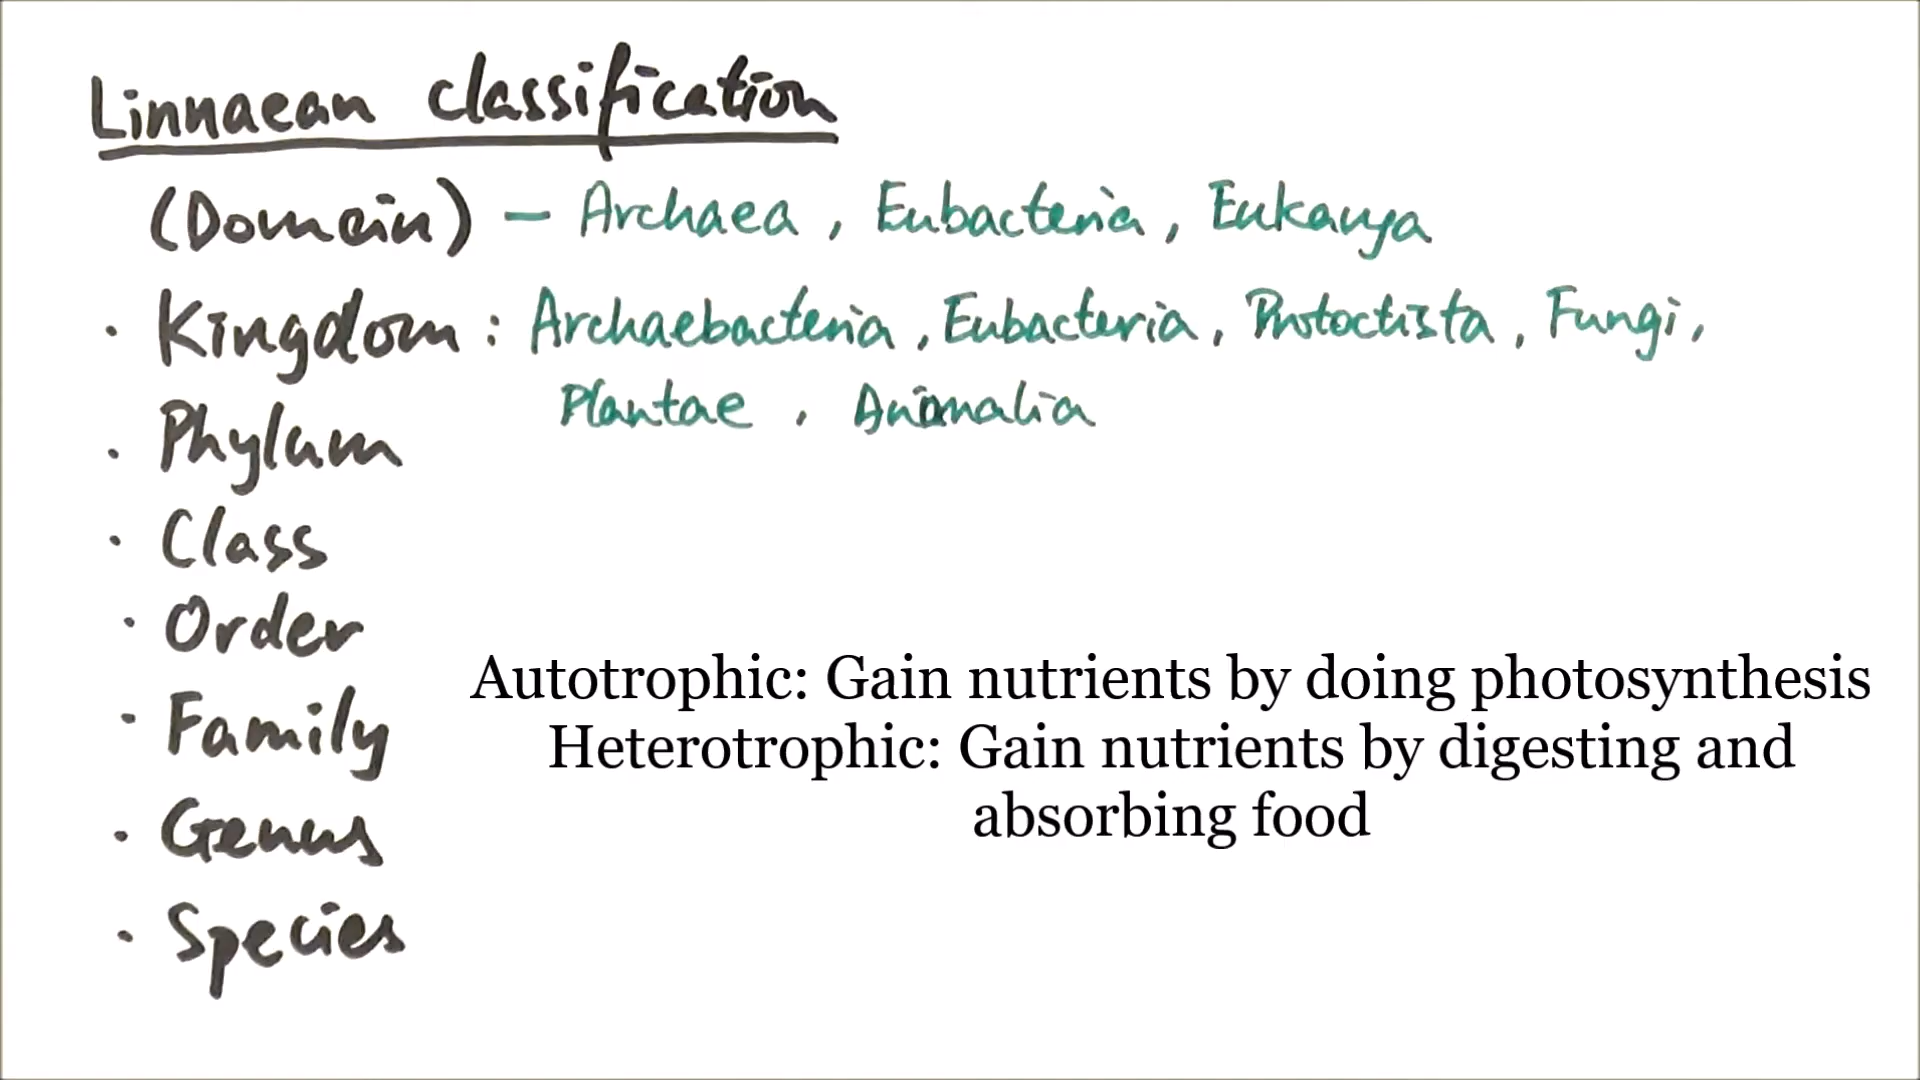 Linnaean classification
(Domain) — Archaea, Eubacteria, Eukarya
· Kingdom: Archaebacteria, Eubacteria, Protoctista, Fungi,
Plantae, Animalia
· Phylum
· Class
· Order
Autotrophic: Gain nutrients by doing photosynthesis
· Family
Heterotrophic: Gain nutrients by digesting and
absorbing food
· Genus
· Species